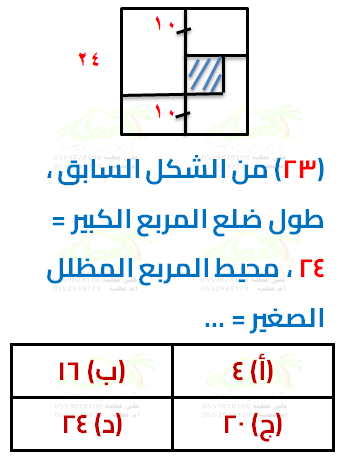 ١٠
٢٤
١٠
(٢٣) من الشكل السابق ،
طول ضلع المربع الكبير =
٢٤ ، محيط المربع المظلل
الصغير = ...
(أ) ٤
(ب) ١٦
(ج) ٢٠
(د) ٢٤